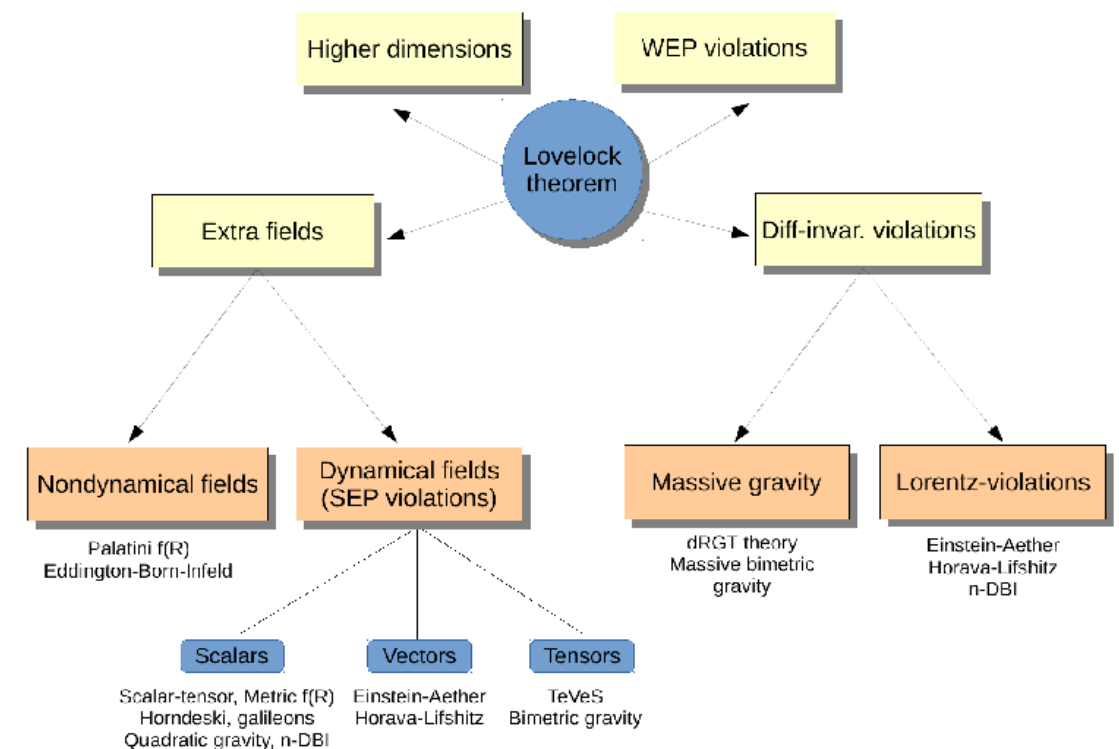 Higher dimensions
WEP violations
Lovelock
theorem
Extra fields
Diff-invar. violations
Nondynamical fields
Dynamical fields
(SEP violations)
Massive gravity
Lorentz-violations
Palatini f(R)
Eddington-Born-Infeld
dRGT theory
Massive bimetric
gravity
Einstein-Aether
Horava-Lifshitz
n-DBI
Scalars
Vectors
Tensors
Scalar-tensor, Metric f(R)
Horndeski, galileons
Quadratic gravity, n-DBI
Einstein-Aether
Horava-Lifshitz
TeVeS
Bimetric gravity